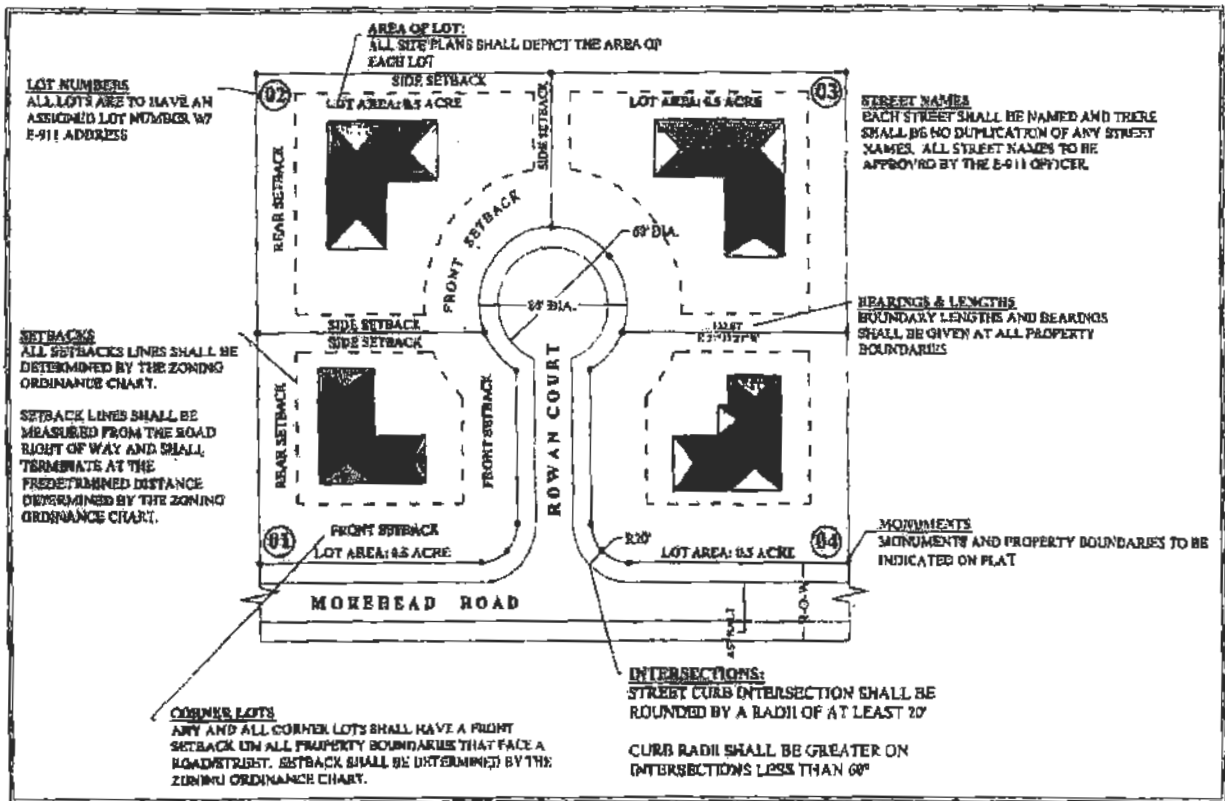 AREA OF LOT:
ALL SITE PLANS SHALL DEPICT THE AREA OF
EACH LOT
LOT NUMBERS
ALL LOTS ARE TO HAVE AN
ASSIGNED LOT NUMBER W/
E-911 ADDRESS
02
SIDE SETBACK
LOT AREA: 0.5 ACRE
SIDE SETBACK
REAR SETBACK
FRONT SETBACK
LOT AREA: 0.5 ACRE
03
STREET NAMES
EACH STREET SHALL BE NAMED AND THERE
SHALL BE NO DUPLICATION OF ANY STREET
NAMES. ALL STREET NAMES TO BE
APPROVED BY THE E-911 OFFICER.
DIA.
DIA.
SIDE SETBACK
SIDE SETBACK
BEARINGS & LENGTHS
BOUNDARY LENGTHS AND BEARINGS
SHALL BE GIVEN AT ALL PROPERTY
BOUNDARIES
SETBACKS
ALL SETBACKS LINES SHALL BE
DETERMINED BY THE ZONING
ORDINANCE CHART.
SETBACK LINES SHALL BE
MEASURED FROM THE ROAD
RIGHT OF WAY AND SHALL
TERMINATE AT THE
PREDETERMINED DISTANCE
DETERMINED BY THE ZONING
ORDINANCE CHART.
REAR SETBACK
FRONT SETBACK
ROWAN COURT
01
FRONT SETBACK
LOT AREA: 0.5 ACRE
R20'
LOT AREA: 0.5 ACRE
04
MONUMENTS
MONUMENTS AND PROPERTY BOUNDARIES TO BE
INDICATED ON PLAT
MOREHEAD ROAD
ASPHALT
R-O-W
CORNER LOTS
ANY AND ALL CORNER LOTS SHALL HAVE A FRONT
SETBACK ON ALL PROPERTY BOUNDARIES THAT FACE A
ROAD/STREET. SETBACK SHALL BE DETERMINED BY THE
ZONING ORDINANCE CHART.
INTERSECTIONS:
STREET CURB INTERSECTION SHALL BE
ROUNDED BY A RADII OF AT LEAST 20'
CURB RADII SHALL BE GREATER ON
INTERSECTIONS LESS THAN 60°